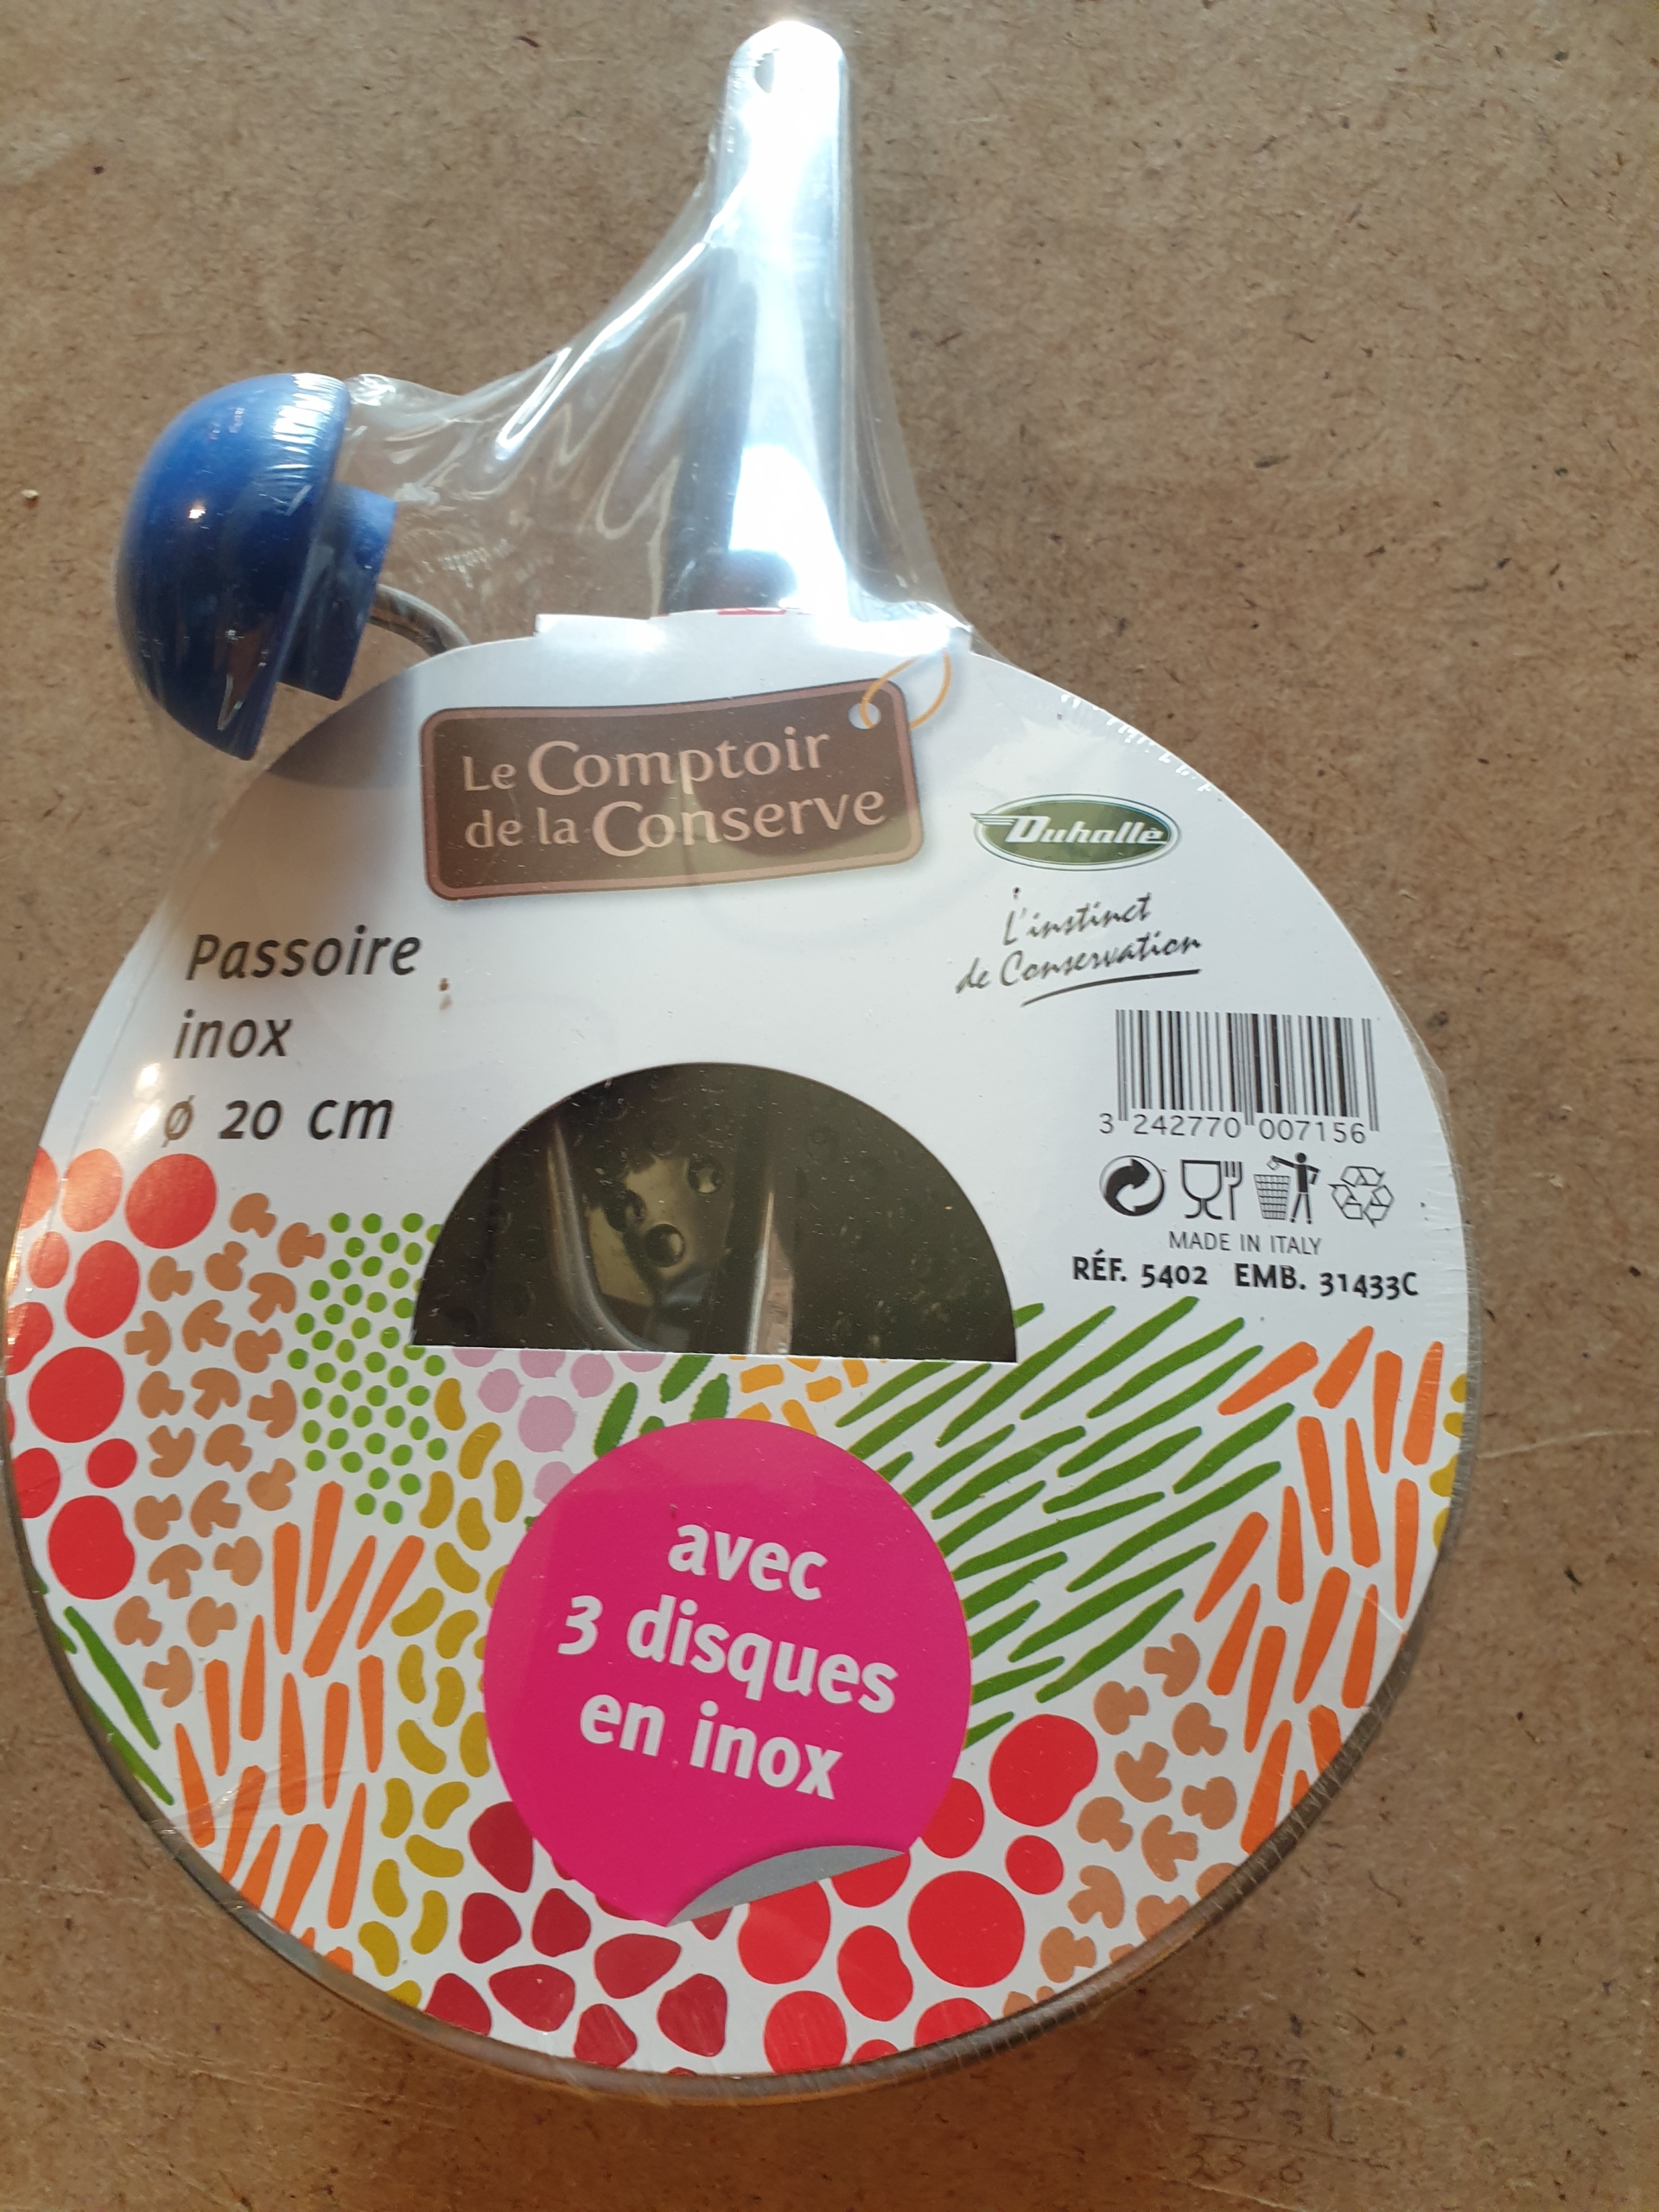 Le Comptoir
de la Conserve
Duhallé
L'instinct
de Conservation
Passoire
inox
ø 20 cm
3 242770 007156
MADE IN ITALY
RÉF. 5402 EMB. 31433C
avec
3 disques
en inox